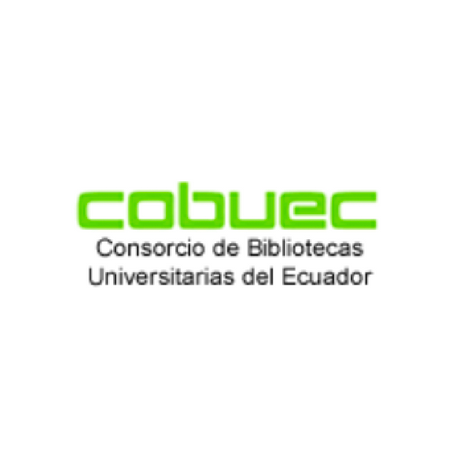 cobuec
Consorcio de Bibliotecas
Universitarias del Ecuador